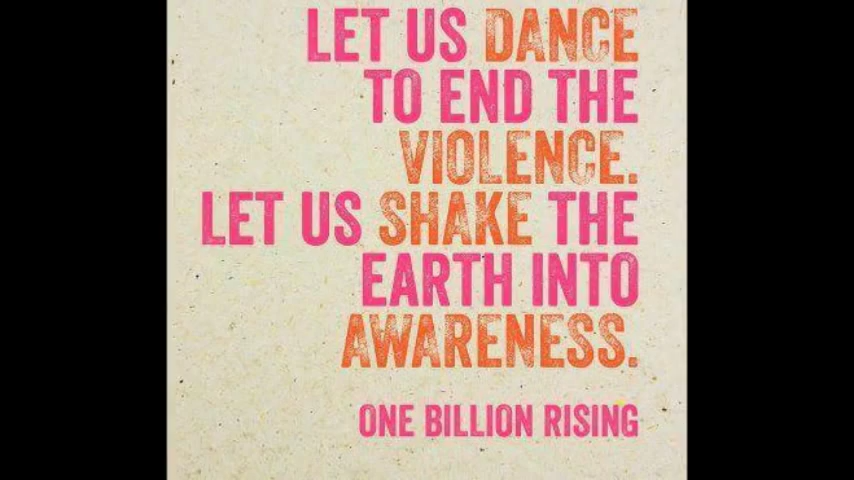 LET US DANCE
TO END THE
VIOLENCE.
LET US SHAKE THE
EARTH INTO
AWARENESS.
ONE BILLION RISING